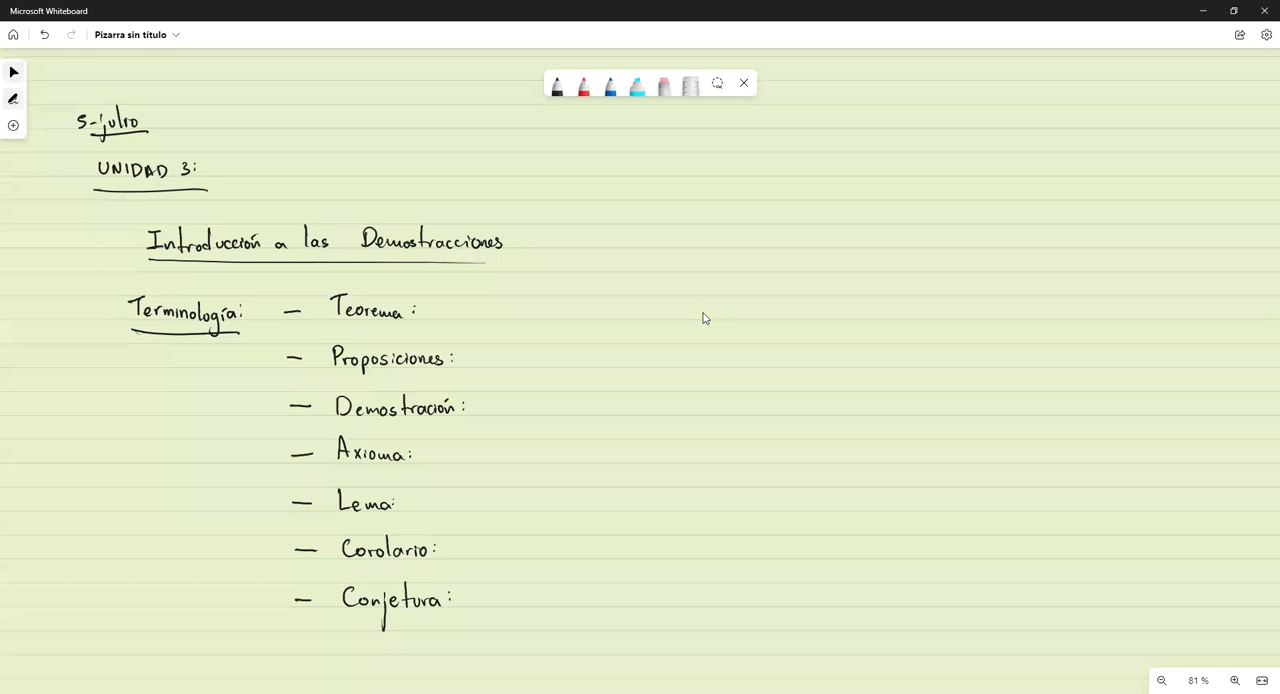 Microsoft Whiteboard
Pizarra sin título
5-julio
UNIDAD 3:
Introducción a las Demostracciones
Terminología: — Teorema:
— Proposiciones:
— Demostración:
— Axioma:
— Lema:
— Corolario:
— Conjetura:
81 %